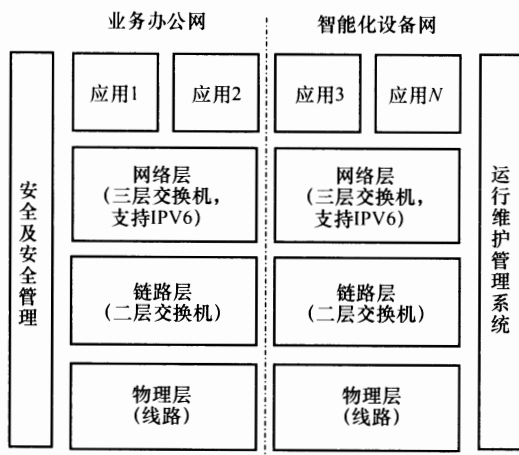 业务办公网
智能化设备网
安全及安全管理
应用1
应用2
应用3
应用N
运行维护管理系统
网络层
(三层交换机，
支持IPV6)
网络层
(三层交换机，
支持IPV6)
链路层
(二层交换机)
链路层
(二层交换机)
物理层
(线路)
物理层
(线路)